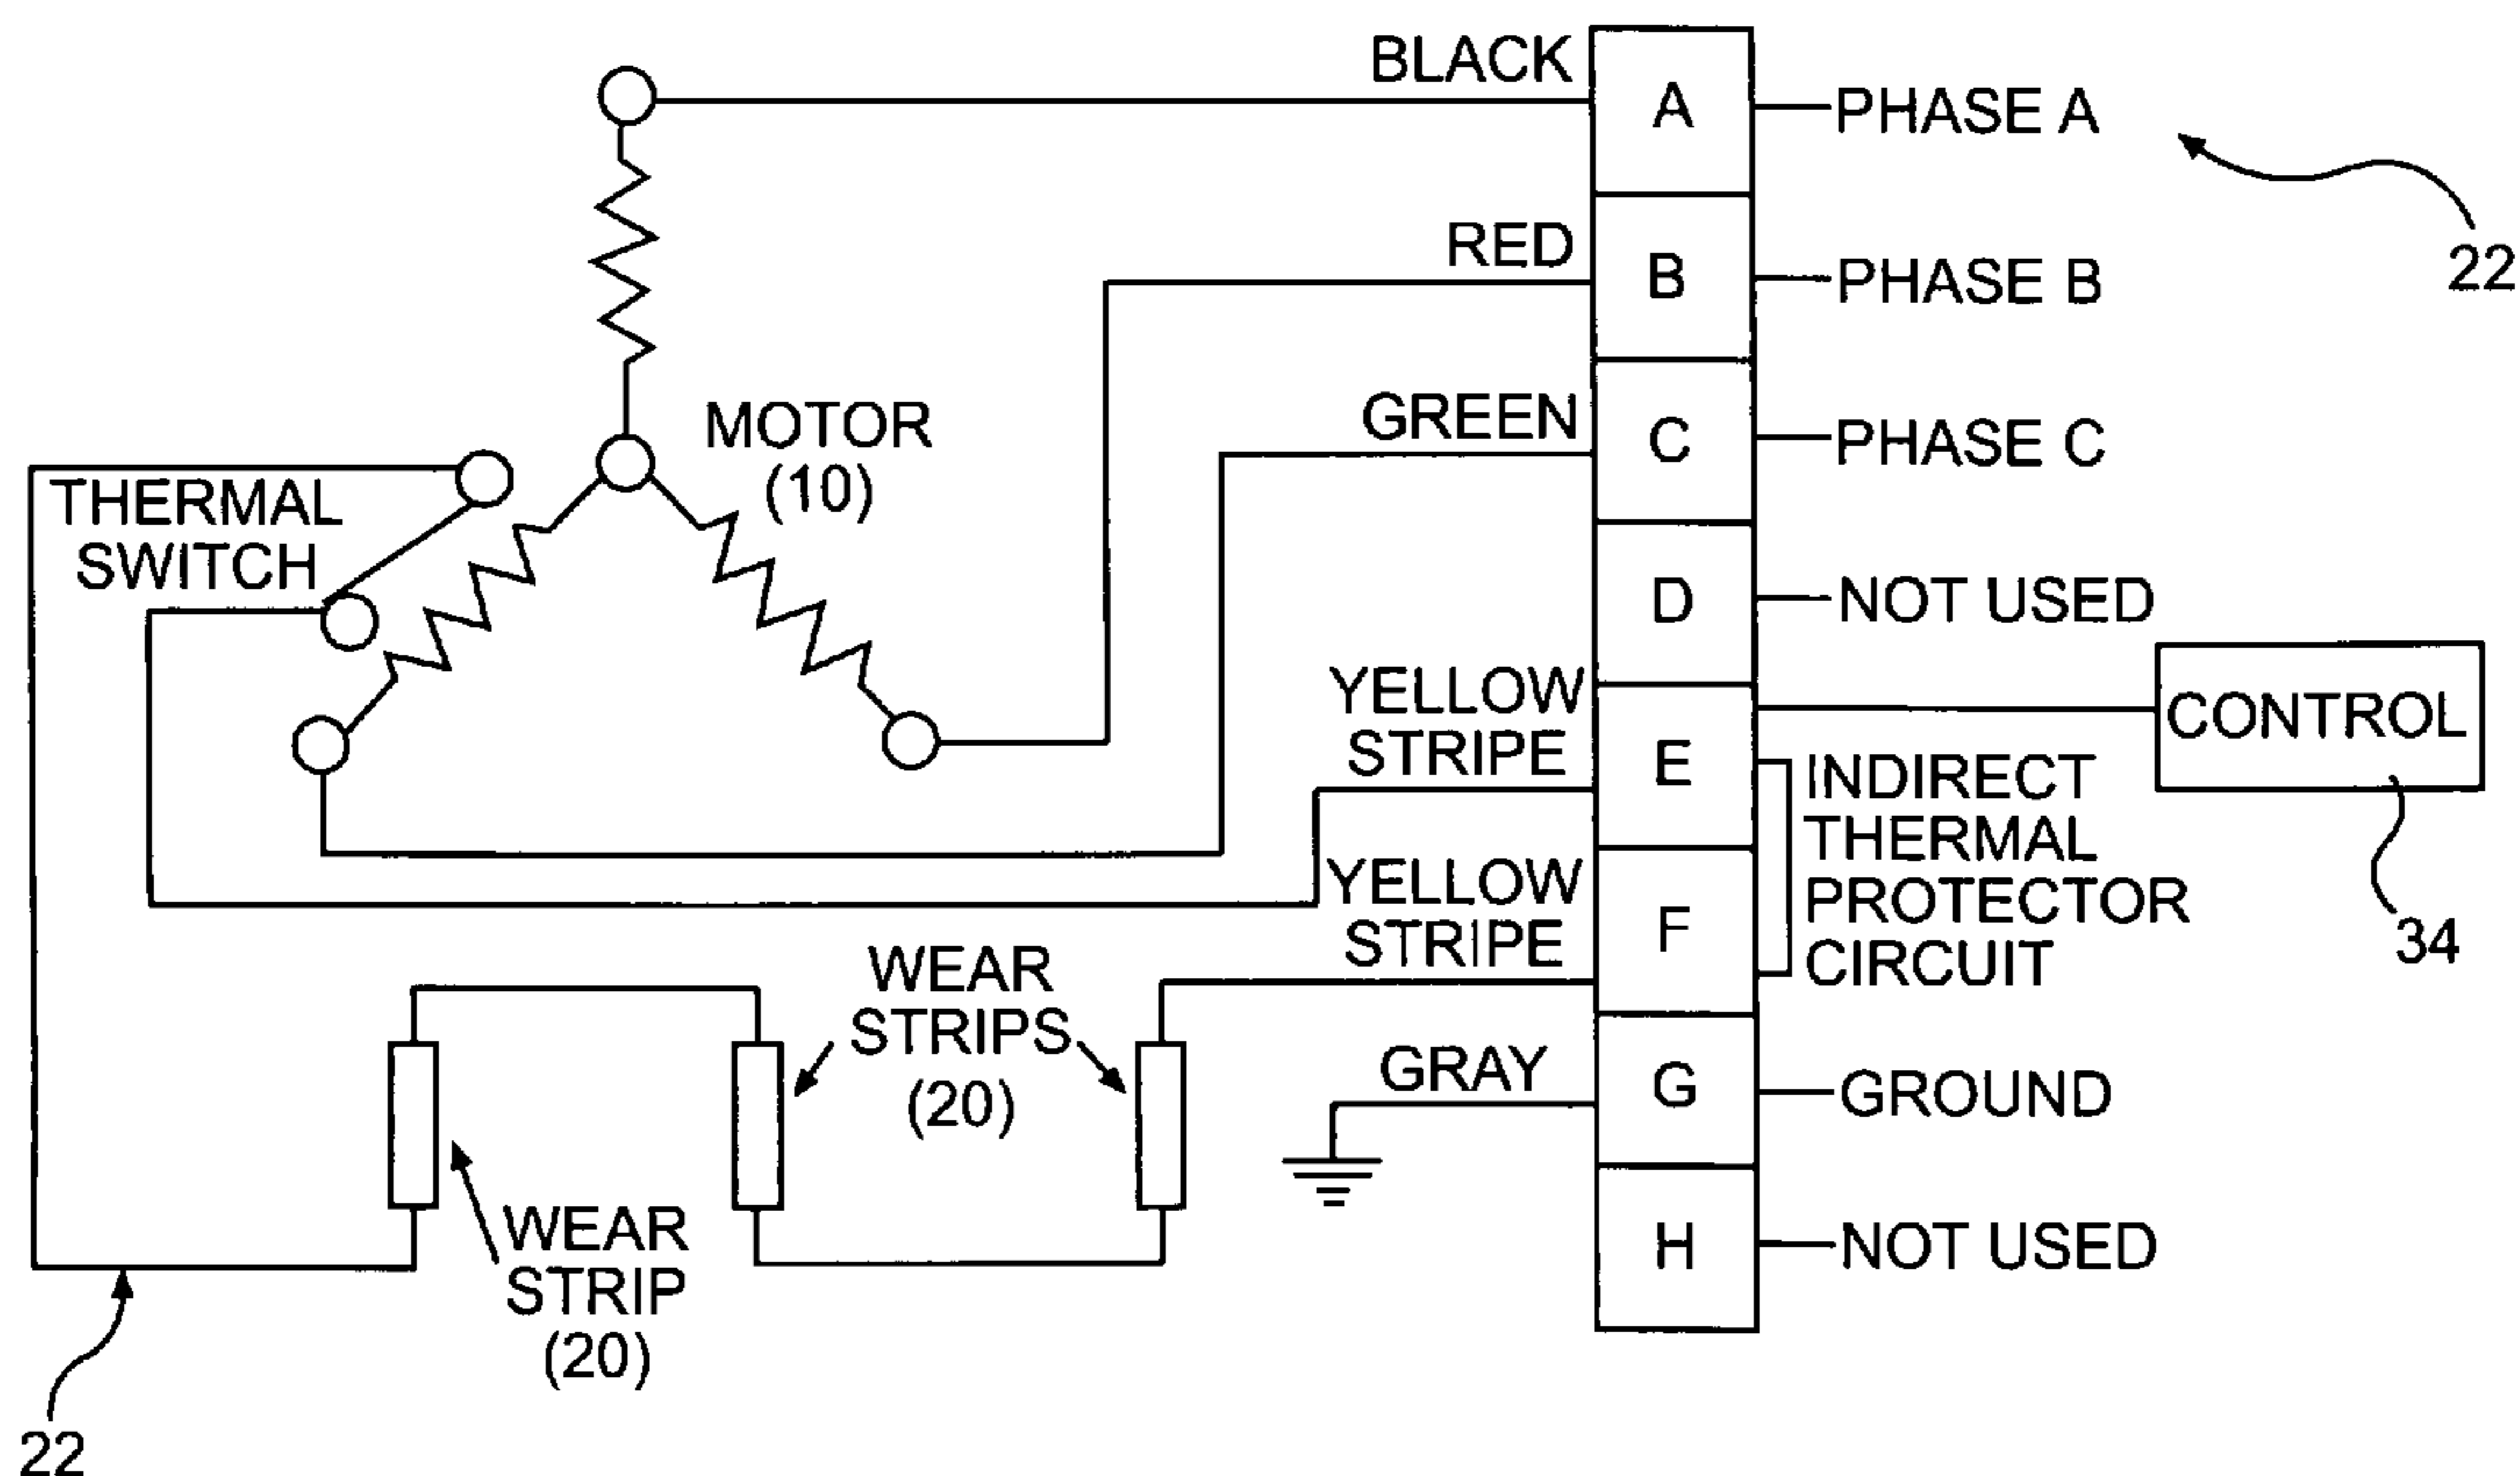 BLACK
A
PHASE A
22
RED
B
PHASE B
GREEN
C
PHASE C
MOTOR
(10)
THERMAL
SWITCH
D
NOT USED
YELLOW
STRIPE
E
CONTROL
34
INDIRECT
THERMAL
PROTECTOR
CIRCUIT
YELLOW
STRIPE
F
WEAR
STRIPS
(20)
GRAY
G
GROUND
WEAR
STRIP
(20)
H
NOT USED
22